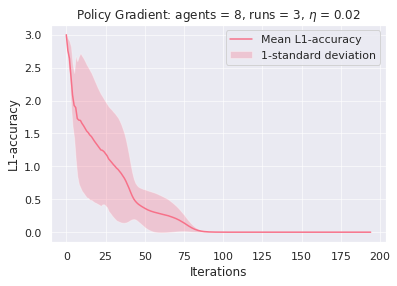 Policy Gradient: agents = 8, runs = 3, η = 0.02
Mean L1-accuracy
1-standard deviation
L1-accuracy
3.0
2.5
2.0
1.5
1.0
0.5
0.0
0 25 50 75 100 125 150 175 200
Iterations